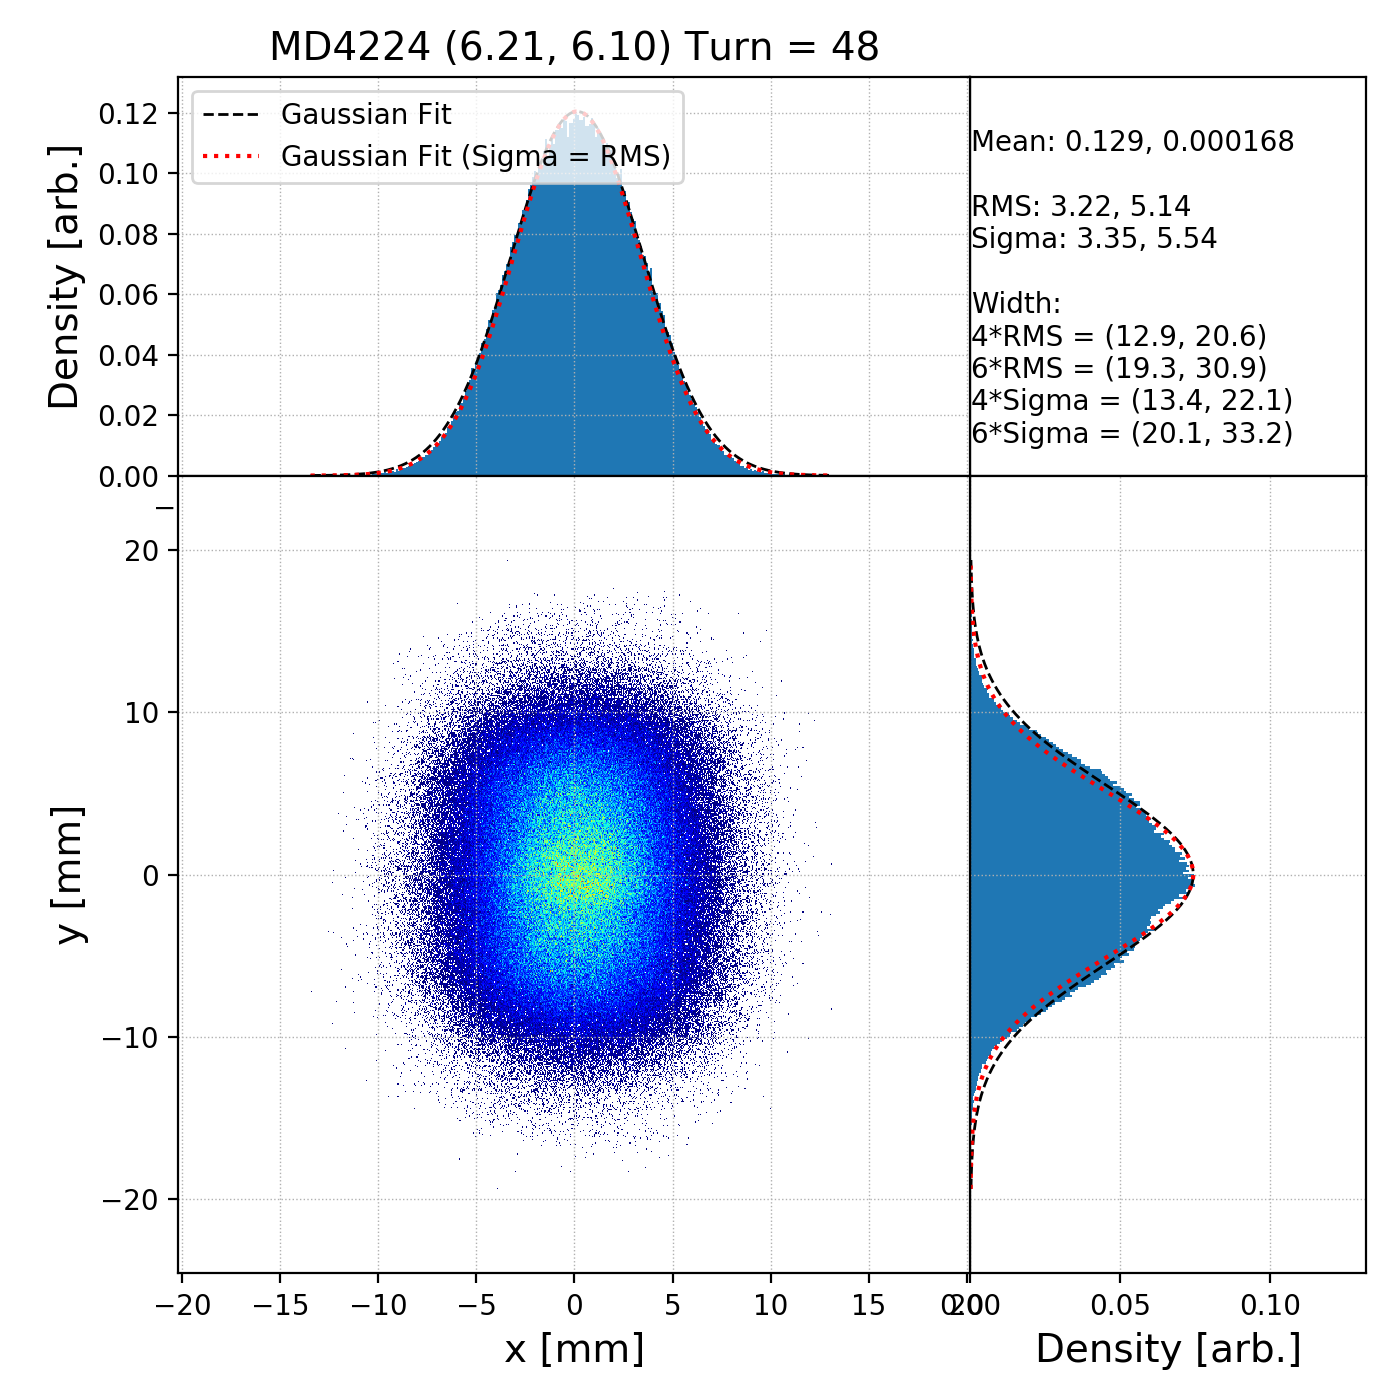 MD4224 (6.21, 6.10) Turn = 48
Gaussian Fit
Gaussian Fit (Sigma = RMS)
Density [arb.]
0.12
0.10
0.08
0.06
0.04
0.02
0.00
Mean: 0.129, 0.000168
RMS: 3.22, 5.14
Sigma: 3.35, 5.54
Width:
4*RMS = (12.9, 20.6)
6*RMS = (19.3, 30.9)
4*Sigma = (13.4, 22.1)
6*Sigma = (20.1, 33.2)
−
y [mm]
20
10
0
−10
−20
−20 −15 −10 −5 0 5 10 15 20
x [mm]
0.00 0.05 0.10
Density [arb.]